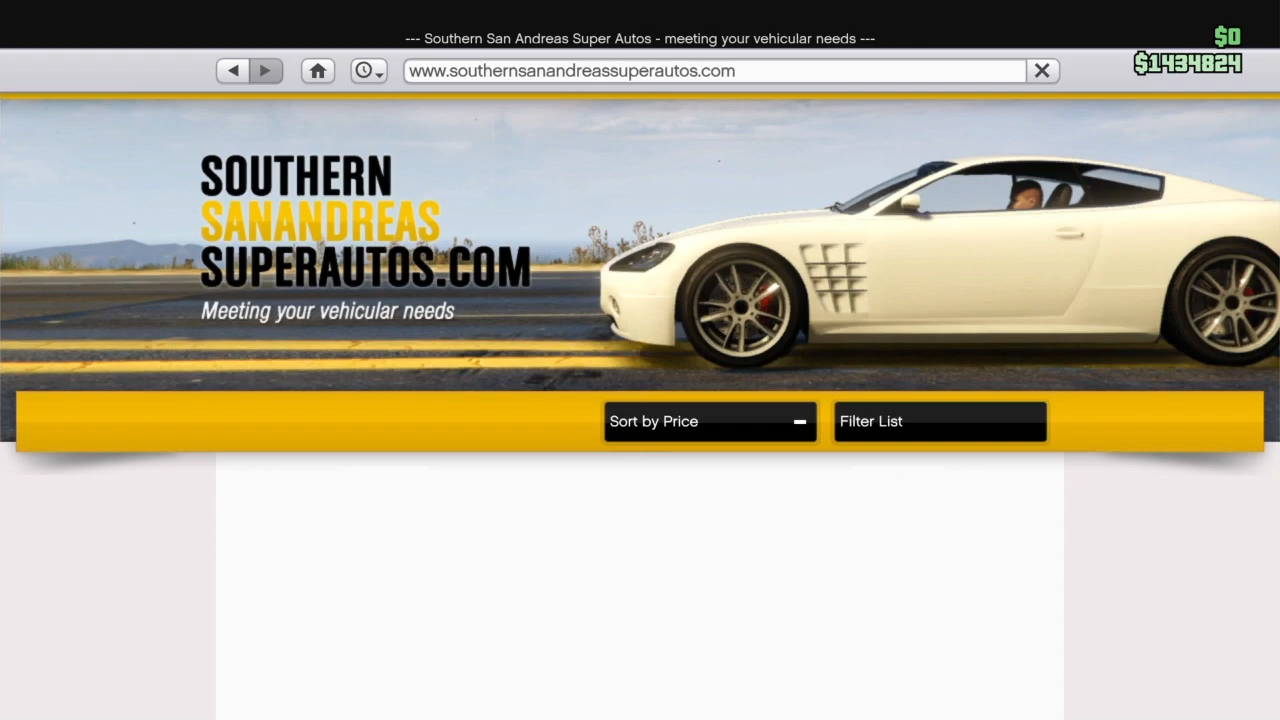 --- Southern San Andreas Super Autos - meeting your vehicular needs ---
$0
$1434824
www.southernsanandreassuperautos.com
SOUTHERN
SANANDREAS
SUPERAUTOS.COM
Meeting your vehicular needs
Sort by Price
Filter List